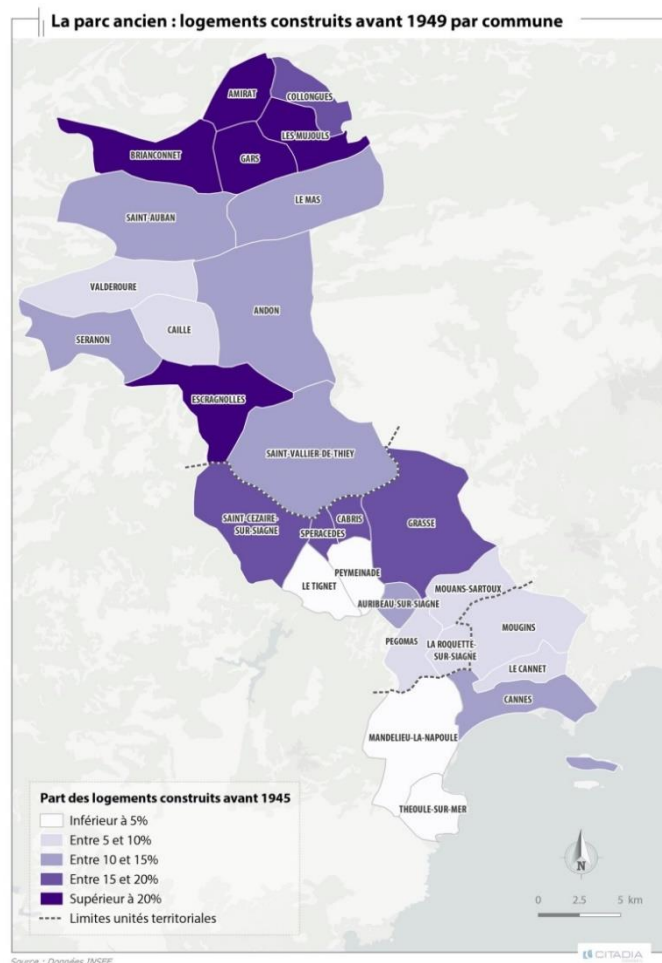 La parc ancien : logements construits avant 1949 par commune
AMIRAT
COLLONGUES
LES MUJOULS
BRIANCONNET
GARS
LE MAS
SAINT-AUBAN
VALDEROURE
ANDON
SERANON
CAILLE
ESCRAGNOLLES
SAINT-VALLIER-DE-THIEY
SAINT-CEZAIRE-
SUR-SIAGNE
CABRIS
SPERACEDES
GRASSE
PEYMEINADE
LE TIGNET
MOUANS-SARTOUX
AURIBEAU-SUR-SIAGNE
MOUGINS
PEGOMAS
LA ROQUETTE-
SUR-SIAGNE
LE CANNET
CANNES
MANDELIEU-LA-NAPOULE
THEOULE-SUR-MER
Part des logements construits avant 1945
Inférieur à 5%
Entre 5 et 10%
Entre 10 et 15%
Entre 15 et 20%
Supérieur à 20%
Limites unités territoriales
N
0 2.5 5 km
Source : Données INSEE
CITADIA